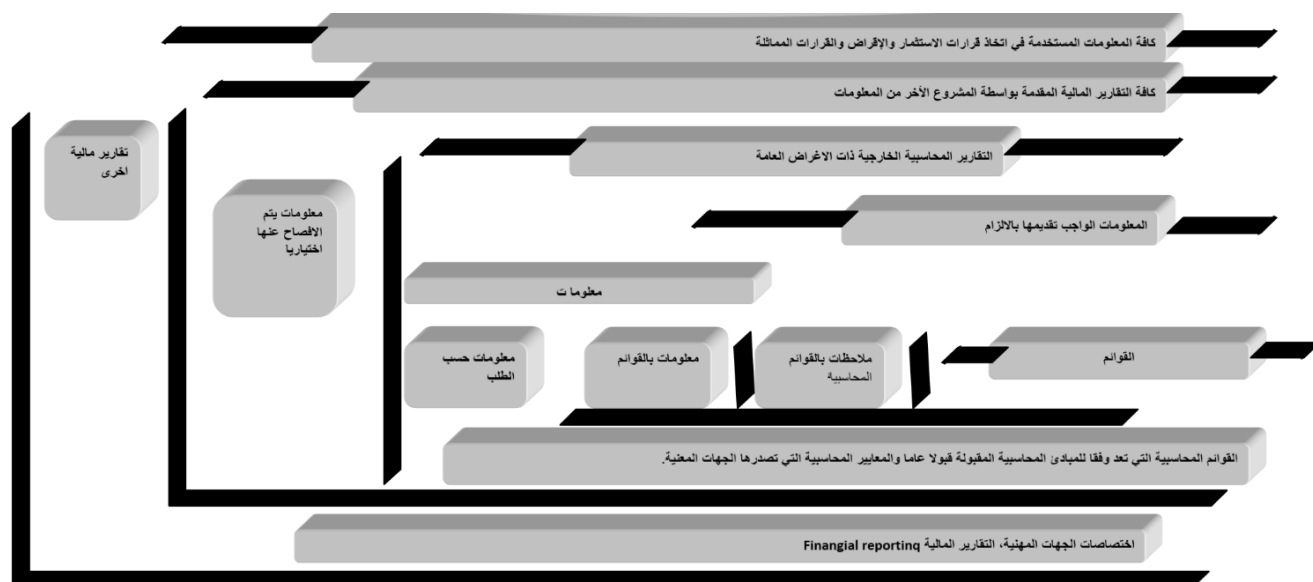 كافة المعلومات المستخدمة في اتخاذ قرارات الاستثمار والإقراض والقرارات المماثلة
كافة التقارير المالية المقدمة بواسطة المشروع الأخر من المعلومات
تقارير مالية
اخرى
التقارير المحاسبية الخارجية ذات الاغراض العامة
معلومات يتم
الافصاح عنها
اختياريا
المعلومات الواجب تقديمها بالالزام
معلوما ت
القوائم
ملاحظات بالقوائم
المحاسبية
معلومات بالقوائم
معلومات حسب
الطلب
القوائم المحاسبية التي تعد وفقا للمبادئ المحاسبية المقبولة قبولا عاما والمعايير المحاسبية التي تصدرها الجهات المعنية.
اختصاصات الجهات المهنية، التقارير المالية Finangial reportinq